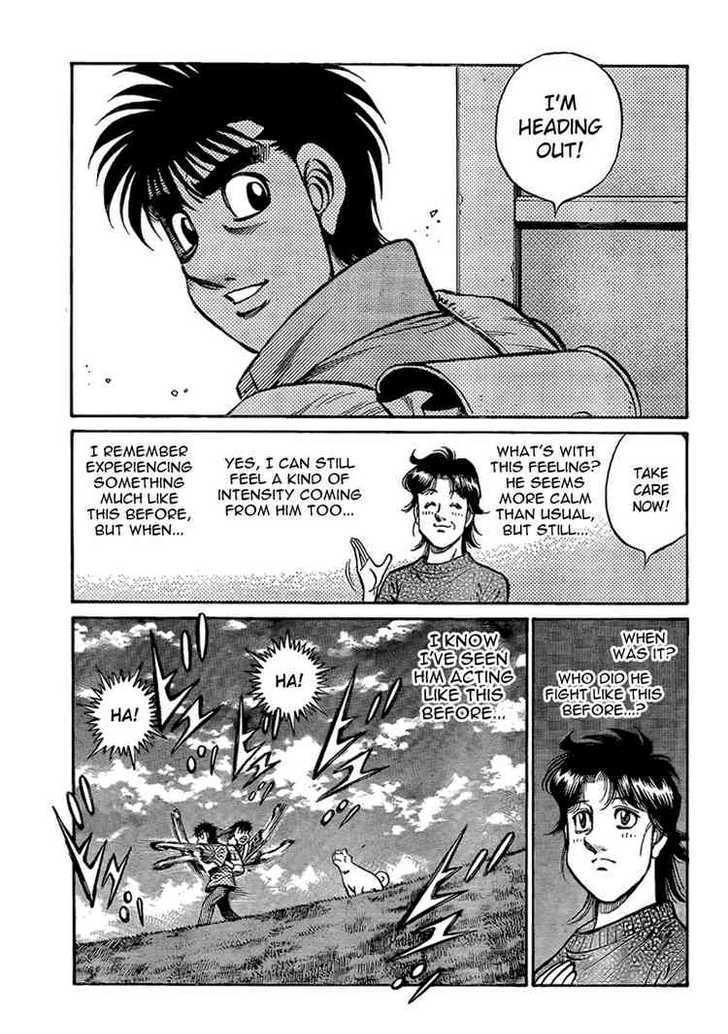 I'M
HEADING
OUT!
TAKE
CARE
NOW!
WHAT'S WITH
THIS FEELING?
HE SEEMS
MORE CALM
THAN USUAL,
BUT STILL...
YES, I CAN STILL
FEEL A KIND OF
INTENSITY COMING
FROM HIM TOO...
I REMEMBER
EXPERIENCING
SOMETHING
MUCH LIKE
THIS BEFORE,
BUT WHEN...
WHEN
WAS IT?
WHO DID HE
FIGHT LIKE THIS
BEFORE...?
I KNOW
I'VE SEEN
HIM ACTING
LIKE THIS
BEFORE...
HA!
HA!